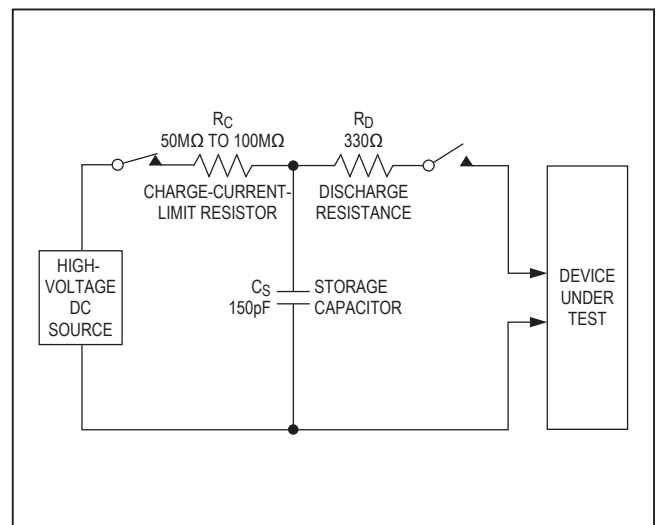 R_C
50MΩ TO 100MΩ
CHARGE-CURRENT-
LIMIT RESISTOR
R_D
330Ω
DISCHARGE
RESISTANCE
HIGH-
VOLTAGE
DC
SOURCE
C_S
150pF
STORAGE
CAPACITOR
DEVICE
UNDER
TEST